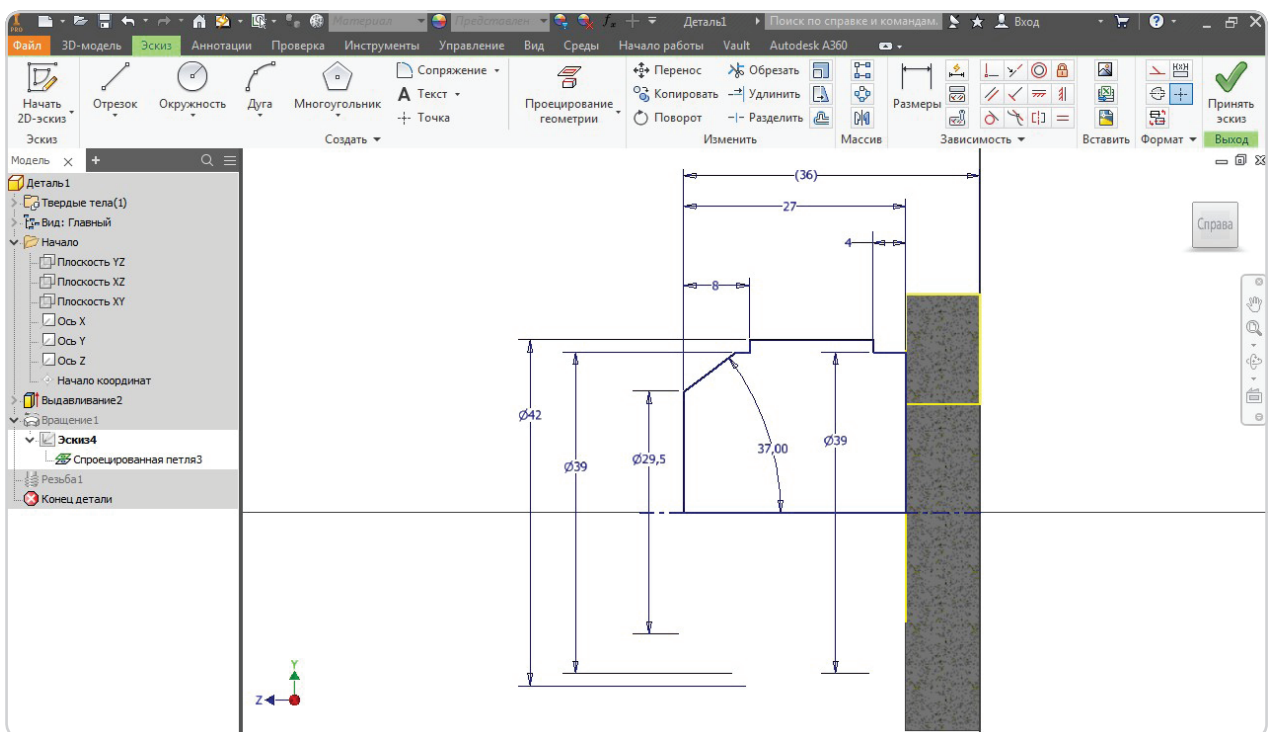 PRO Материал Представлен Деталь1 Поиск по справке и командам. Вход
Файл 3D-модель Эскиз Аннотации Проверка Инструменты Управление Вид Среды Начало работы Vault Autodesk A360
Начать 2D-эскиз
Отрезок
Окружность
Дуга
Многоугольник
Сопряжение
Текст
Точка
Проецирование геометрии
Перенос
Копировать
Поворот
Обрезать
Удлинить
Разделить
Размеры
Принять эскиз
Эскиз Создать Изменить Массив Зависимость Вставить Формат Выход
Модель
Деталь1
Твердые тела(1)
Вид: Главный
Начало
Плоскость YZ
Плоскость XZ
Плоскость XY
Ось X
Ось Y
Ось Z
Начало координат
Выдавливание2
Вращение1
Эскиз4
Спроецированная петля3
Резьба1
Конец детали
(36)
27
4
8
Ø42
Ø39
Ø29,5
37,00
Ø39
Справа
Y
Z